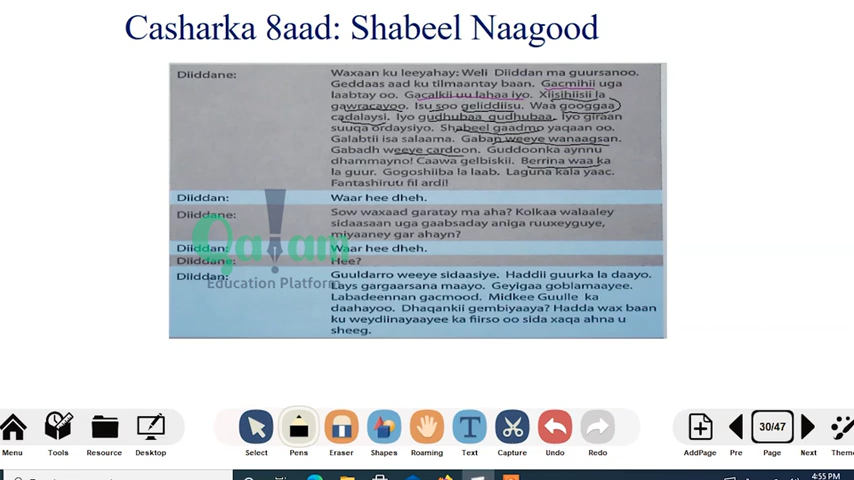 Casharka 8aad: Shabeel Naagood
Diiddane: Waxaan ku leeyahay: Weli Diiddan ma guursanoo.
Geddaas aad ku tilmaantay baan. Gacmihii uga
laabtay oo. Gacalkii uu lahaa iyo. Xiisihiisii la
gawracayoo. Isu soo geliddiisu. Waa googgaa
cadalaysi. Iyo gudhubaa gudhubaa. Iyo giraan
suuqa ordaysiyo. Shabeel gaadmo yaqaan oo.
Galabtii isa salaama. Gaban weeye wanaagsan.
Gabadh weeye cardoon. Guddoonka aynnu
dhammayno! Caawa gelbiskii. Berrina waa ka
la guur. Gogoshiiba la laab. Laguna kala yaac.
Fantashiruu fil ardi!
Diiddan: Waar hee dheh.
Diiddane: Sow waxaad garatay ma aha? Kolkaa walaaley
sidaasaan uga gaabsaday aniga ruuxeyguye,
miyaaney gar ahayn?
Diiddan: Waar hee dheh.
Diiddane: Hee?
Diiddan: Guuldarro weeye sidaasiye. Haddii guurka la daayo.
Lays gargaarsana maayo. Geyigaa goblamaayee.
Labadeennan gacmood. Midkee Guulle ka
daahayoo. Dhaqankii gembiyaaya? Hadda wax baan
ku weydiinayaayee ka fiirso oo sida xaqa ahna u
sheeg.
Qalam
Education Platform
Menu Tools Resource Desktop Select Pens Eraser Shapes Roaming Text Capture Undo Redo AddPage Pre 30/47 Page Next Theme
4:55 PM